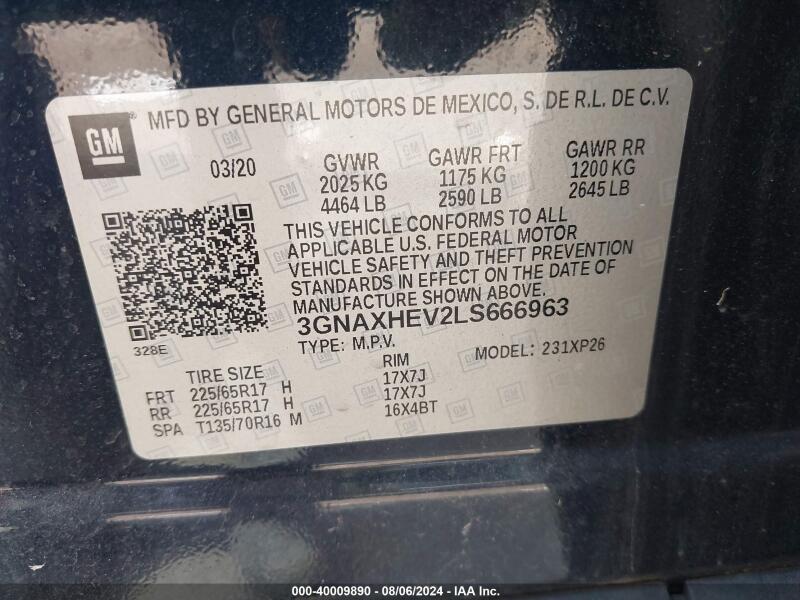 GM
MFD BY GENERAL MOTORS DE MEXICO, S. DE R.L. DE C.V.
03/20 GVWR GAWR FRT GAWR RR
2025 KG 1175 KG 1200 KG
4464 LB 2590 LB 2645 LB
THIS VEHICLE CONFORMS TO ALL
APPLICABLE U.S. FEDERAL MOTOR
VEHICLE SAFETY AND THEFT PREVENTION
STANDARDS IN EFFECT ON THE DATE OF
MANUFACTURE SHOWN ABOVE.
3GNAXHEV2LS666963
328E
TYPE: M.P.V. MODEL: 231XP26
TIRE SIZE RIM
FRT 225/65R17 H 17X7J
RR 225/65R17 H 17X7J
SPA T135/70R16 M 16X4BT
000-40009890 - 08/06/2024 - IAA Inc.